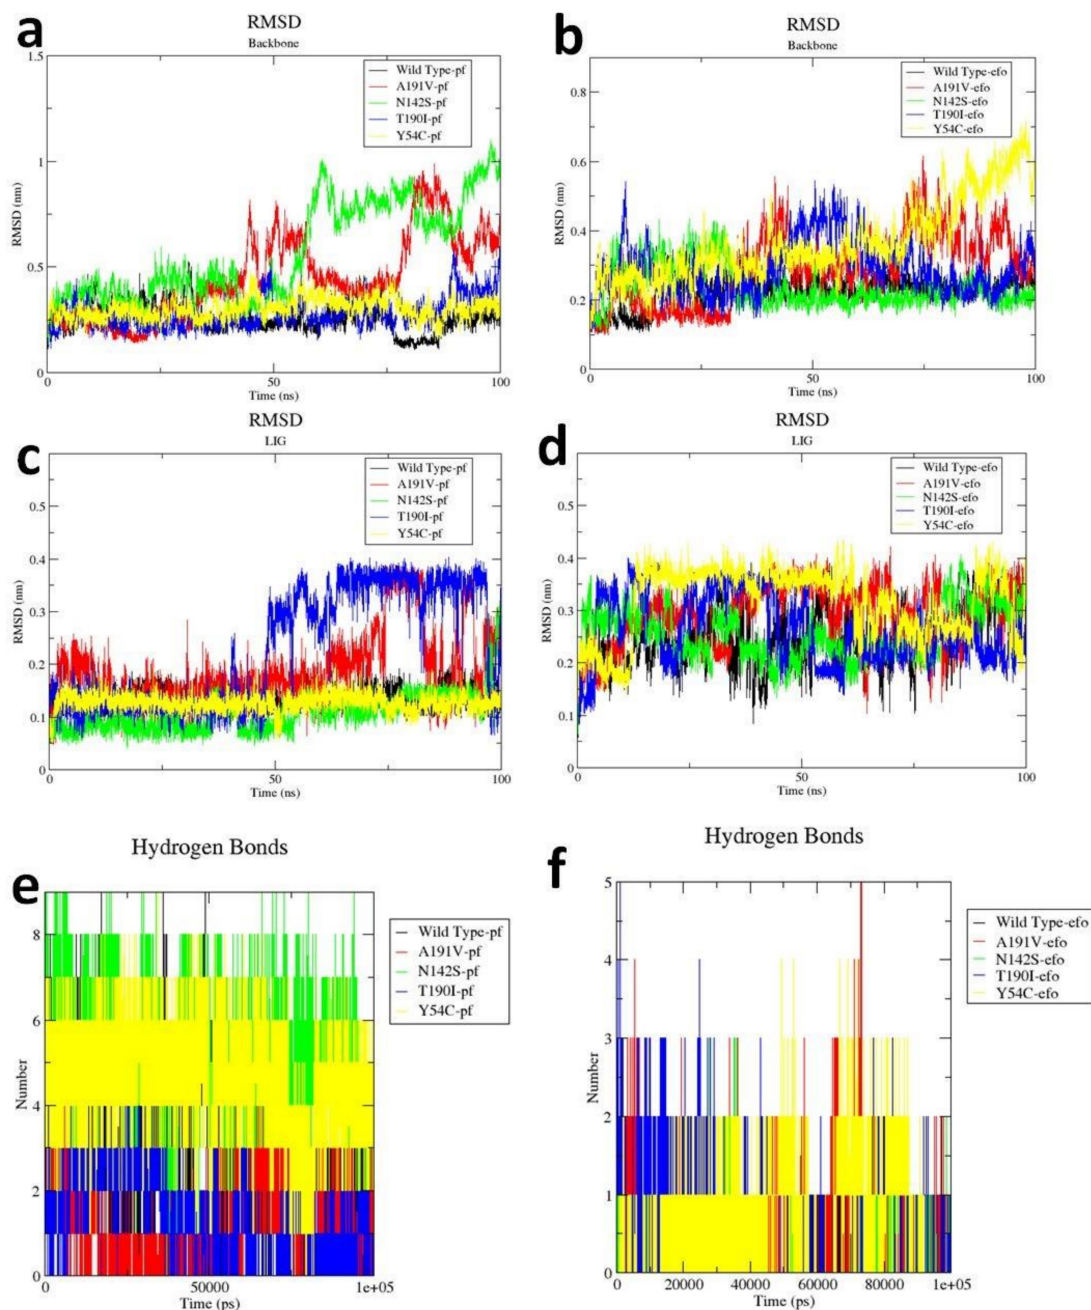 a
RMSD
Backbone
1.5
1
0.5
0
RMSD (nm)
Wild Type-pf
A191V-pf
N142S-pf
T190I-pf
Y54C-pf
0
50
100
Time (ns)
b
RMSD
Backbone
0.8
0.6
0.4
0.2
0
RMSD (nm)
Wild Type-efo
A191V-efo
N142S-efo
T190I-efo
Y54C-efo
0
50
100
Time (ns)
c
RMSD
LIG
0.5
0.4
0.3
0.2
0.1
0
RMSD (nm)
Wild Type-pf
A191V-pf
N142S-pf
T190I-pf
Y54C-pf
0
50
100
Time (ns)
d
RMSD
LIG
0.5
0.4
0.3
0.2
0.1
0
RMSD (nm)
Wild Type-efo
A191V-efo
N142S-efo
T190I-efo
Y54C-efo
0
50
100
Time (ns)
e
Hydrogen Bonds
8
6
4
2
0
Number
Wild Type-pf
A191V-pf
N142S-pf
T190I-pf
Y54C-pf
0
50000
1e+05
Time (ps)
f
Hydrogen Bonds
5
4
3
2
1
0
Number
Wild Type-efo
A191V-efo
N142S-efo
T190I-efo
Y54C-efo
0
20000
40000
60000
80000
1e+05
Time (ps)